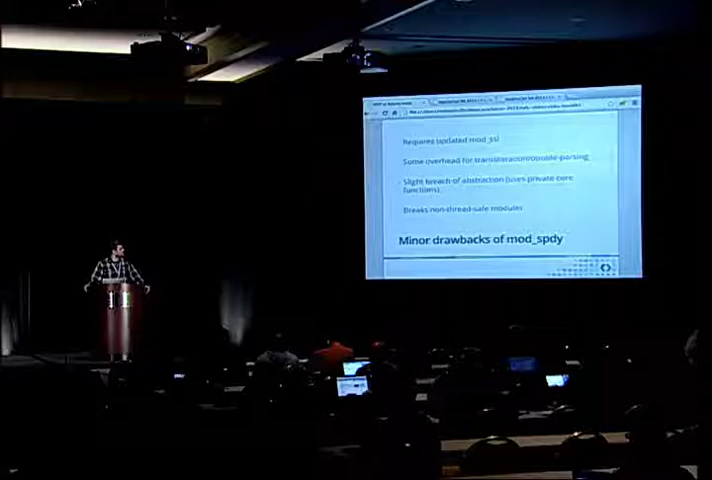 Requires updated mod_ssl
Some overhead for transliteration/double-parsing
Slight breach of abstraction (uses private core
functions)
Breaks non-thread-safe modules
Minor drawbacks of mod_spdy